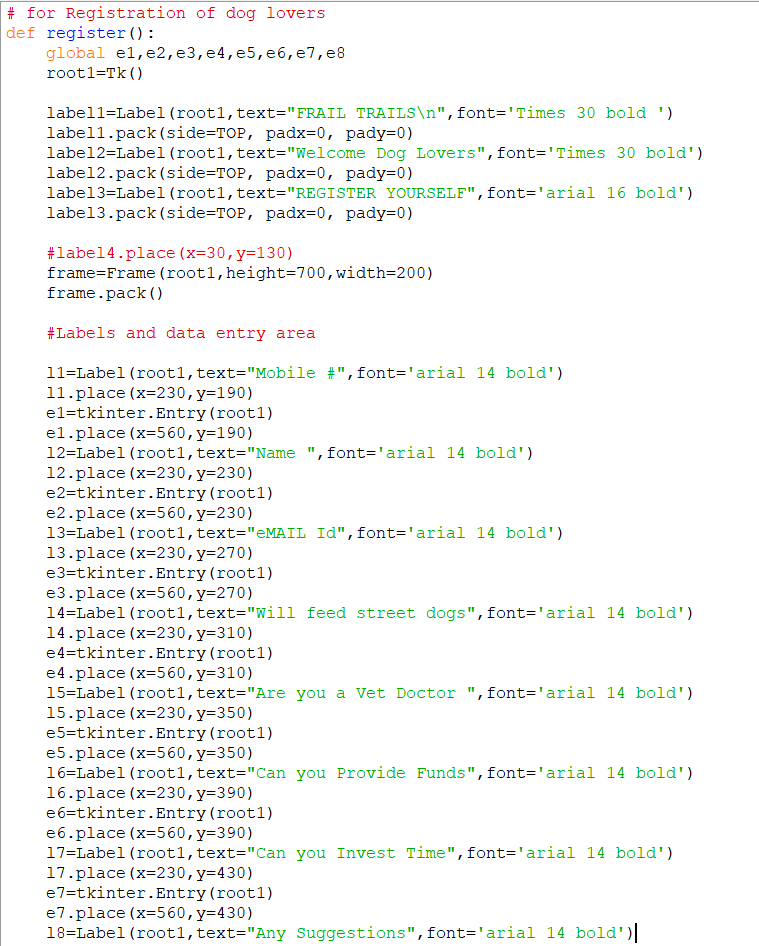 # for Registration of dog lovers
def register():
    global e1,e2,e3,e4,e5,e6,e7,e8
    root1=Tk()

    label1=Label(root1,text="FRAIL TRAILS\n",font='Times 30 bold ')
    label1.pack(side=TOP, padx=0, pady=0)
    label2=Label(root1,text="Welcome Dog Lovers",font='Times 30 bold')
    label2.pack(side=TOP, padx=0, pady=0)
    label3=Label(root1,text="REGISTER YOURSELF",font='arial 16 bold')
    label3.pack(side=TOP, padx=0, pady=0)

    #label4.place(x=30,y=130)
    frame=Frame(root1,height=700,width=200)
    frame.pack()

    #Labels and data entry area

    l1=Label(root1,text="Mobile #",font='arial 14 bold')
    l1.place(x=230,y=190)
    e1=tkinter.Entry(root1)
    e1.place(x=560,y=190)
    l2=Label(root1,text="Name ",font='arial 14 bold')
    l2.place(x=230,y=230)
    e2=tkinter.Entry(root1)
    e2.place(x=560,y=230)
    l3=Label(root1,text="eMAIL Id",font='arial 14 bold')
    l3.place(x=230,y=270)
    e3=tkinter.Entry(root1)
    e3.place(x=560,y=270)
    l4=Label(root1,text="Will feed street dogs",font='arial 14 bold')
    l4.place(x=230,y=310)
    e4=tkinter.Entry(root1)
    e4.place(x=560,y=310)
    l5=Label(root1,text="Are you a Vet Doctor ",font='arial 14 bold')
    l5.place(x=230,y=350)
    e5=tkinter.Entry(root1)
    e5.place(x=560,y=350)
    l6=Label(root1,text="Can you Provide Funds",font='arial 14 bold')
    l6.place(x=230,y=390)
    e6=tkinter.Entry(root1)
    e6.place(x=560,y=390)
    l7=Label(root1,text="Can you Invest Time",font='arial 14 bold')
    l7.place(x=230,y=430)
    e7=tkinter.Entry(root1)
    e7.place(x=560,y=430)
    l8=Label(root1,text="Any Suggestions",font='arial 14 bold')